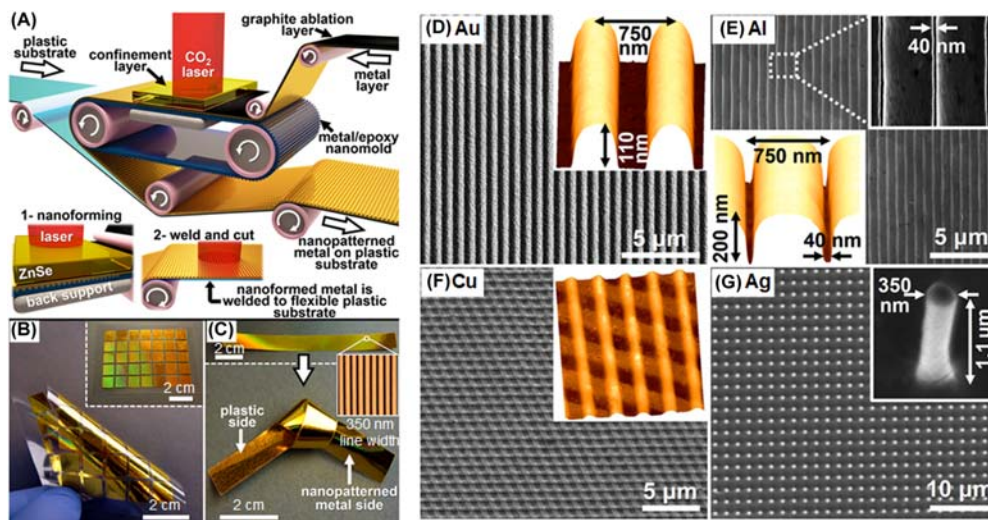 (A)
graphite ablation
layer
plastic
substrate
confinement
layer
CO2
laser
metal
layer
metal/epoxy
nanomold
1- nanoforming
laser
ZnSe
back support
2- weld and cut
nanopatterned
metal on plastic
substrate
nanoformed metal is
welded to flexible plastic
substrate
(B)
2 cm
2 cm
(C)
2 cm
plastic
side
350 nm
line width
nanopatterned
metal side
2 cm
(D) Au
750
nm
110
nm
5 µm
(E) Al
40 nm
750 nm
200 nm
40 nm
5 µm
(F) Cu
5 µm
(G) Ag
350
nm
1.1 µm
10 µm